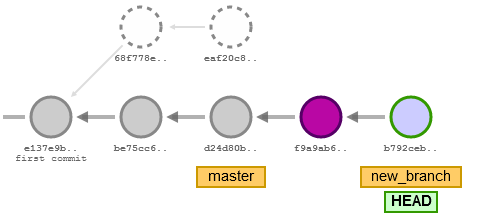 68f778e..
eaf20c8..
e137e9b..
first commit
be75cc6..
d24d80b..
f9a9ab6..
b792ceb..
master
new_branch
HEAD